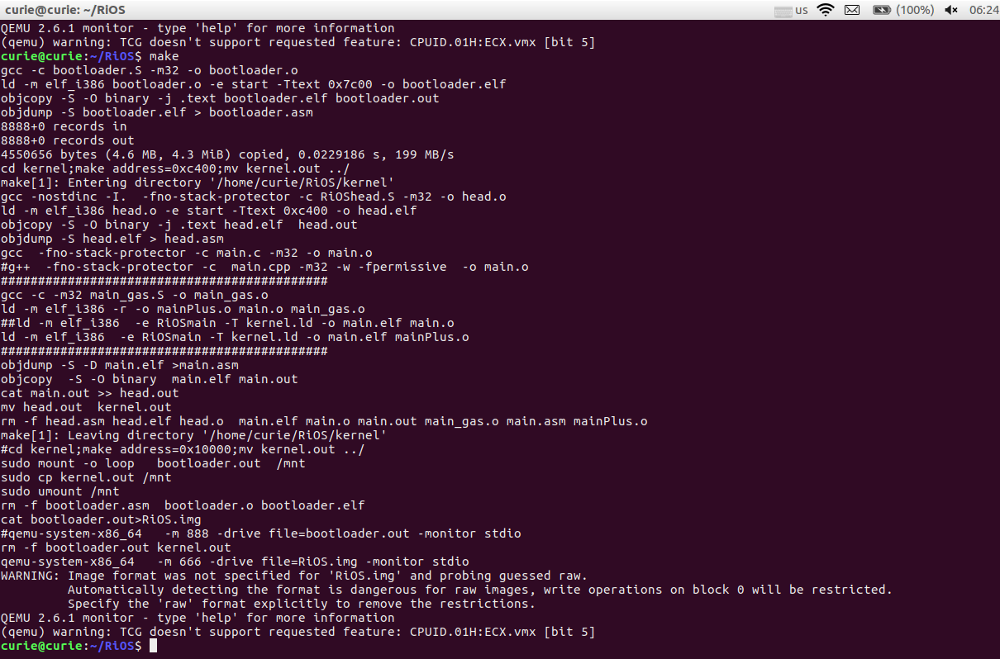 curie@curie: ~/RiOS us (100%) 06:24
QEMU 2.6.1 monitor - type 'help' for more information
(qemu) warning: TCG doesn't support requested feature: CPUID.01H:ECX.vmx [bit 5]
curie@curie:~/RiOS$ make
gcc -c bootloader.S -m32 -o bootloader.o
ld -m elf_i386 bootloader.o -e start -Ttext 0x7c00 -o bootloader.elf
objcopy -S -O binary -j .text bootloader.elf bootloader.out
objdump -S bootloader.elf > bootloader.asm
8888+0 records in
8888+0 records out
4550656 bytes (4.6 MB, 4.3 MiB) copied, 0.0229186 s, 199 MB/s
cd kernel;make address=0xc400;mv kernel.out ../
make[1]: Entering directory '/home/curie/RiOS/kernel'
gcc -nostdinc -I.  -fno-stack-protector -c RiOShead.S -m32 -o head.o
ld -m elf_i386 head.o -e start -Ttext 0xc400 -o head.elf
objcopy -S -O binary -j .text head.elf  head.out
objdump -S head.elf > head.asm
gcc  -fno-stack-protector -c main.c -m32 -o main.o
#g++  -fno-stack-protector -c  main.cpp -m32 -w -fpermissive  -o main.o
############################################
gcc -c -m32 main_gas.S -o main_gas.o
ld -m elf_i386 -r -o mainPlus.o main.o main_gas.o
##ld -m elf_i386  -e RiOSmain -T kernel.ld -o main.elf main.o
ld -m elf_i386  -e RiOSmain -T kernel.ld -o main.elf mainPlus.o
############################################
objdump -S -D main.elf >main.asm
objcopy  -S -O binary  main.elf main.out
cat main.out >> head.out
mv head.out  kernel.out
rm -f head.asm head.elf head.o  main.elf main.o main.out main_gas.o main.asm mainPlus.o
make[1]: Leaving directory '/home/curie/RiOS/kernel'
#cd kernel;make address=0x10000;mv kernel.out ../
sudo mount -o loop   bootloader.out  /mnt
sudo cp kernel.out /mnt
sudo umount /mnt
rm -f bootloader.asm  bootloader.o bootloader.elf
cat bootloader.out>RiOS.img
#qemu-system-x86_64   -m 888 -drive file=bootloader.out -monitor stdio
rm -f bootloader.out kernel.out
qemu-system-x86_64   -m 666 -drive file=RiOS.img -monitor stdio
WARNING: Image format was not specified for 'RiOS.img' and probing guessed raw.
         Automatically detecting the format is dangerous for raw images, write operations on block 0 will be restricted.
         Specify the 'raw' format explicitly to remove the restrictions.
QEMU 2.6.1 monitor - type 'help' for more information
(qemu) warning: TCG doesn't support requested feature: CPUID.01H:ECX.vmx [bit 5]
curie@curie:~/RiOS$